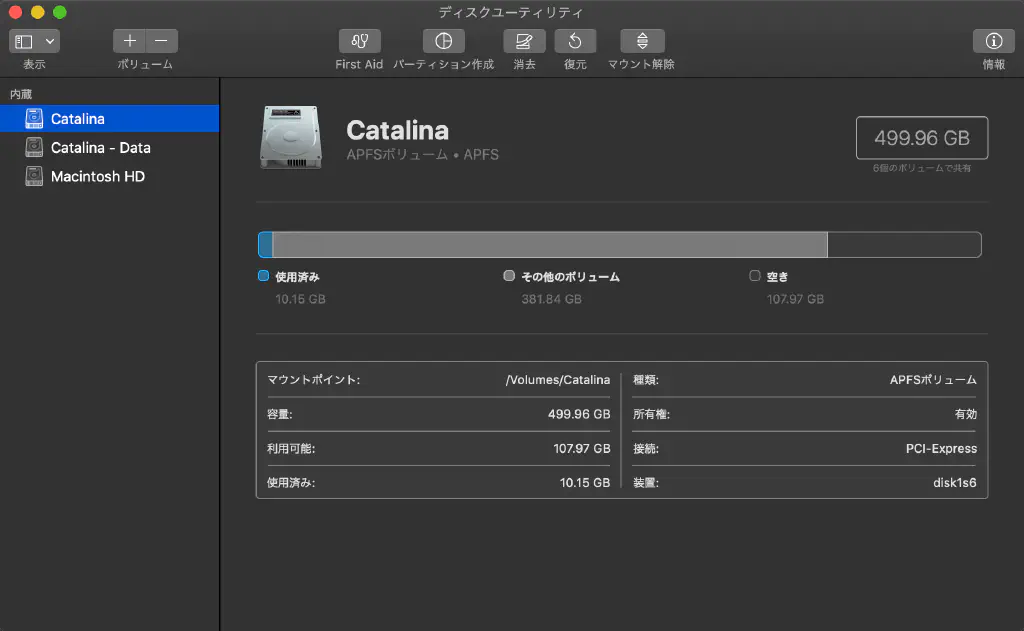 ディスクユーティリティ
表示
ボリューム
First Aid
パーティション作成
消去
復元
マウント解除
情報
内蔵
Catalina
Catalina - Data
Macintosh HD
Catalina
APFSボリューム • APFS
499.96 GB
6個のボリュームで共有
使用済み
10.15 GB
その他のボリューム
381.84 GB
空き
107.97 GB
マウントポイント: /Volumes/Catalina
容量: 499.96 GB
利用可能: 107.97 GB
使用済み: 10.15 GB
種類: APFSボリューム
所有権: 有効
接続: PCI-Express
装置: disk1s6